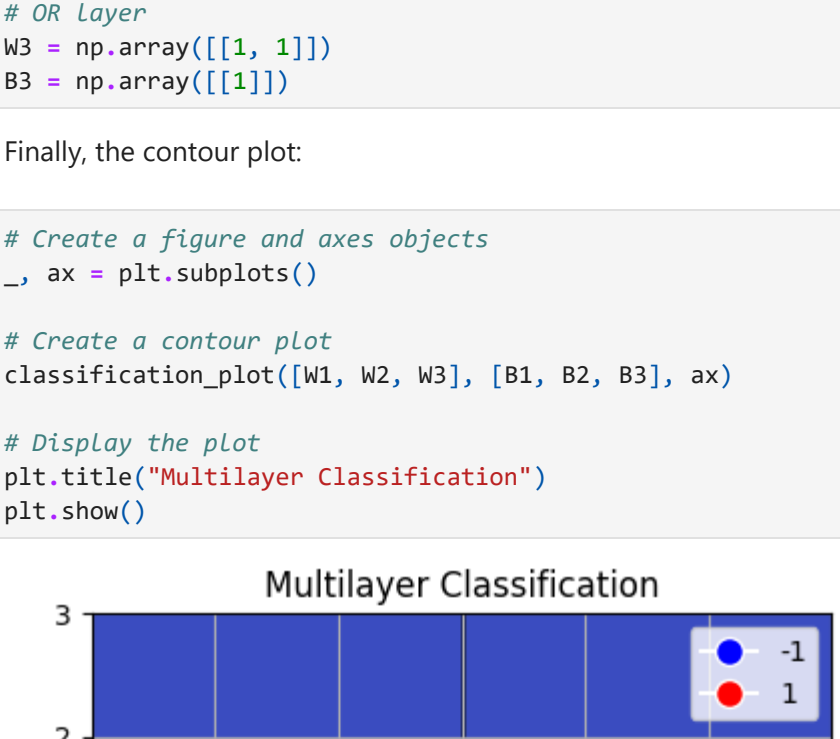 # OR layer
W3 = np.array([[1, 1]])
B3 = np.array([[1]])
Finally, the contour plot:
# Create a figure and axes objects
_, ax = plt.subplots()
# Create a contour plot
classification_plot([W1, W2, W3], [B1, B2, B3], ax)
# Display the plot
plt.title("Multilayer Classification")
plt.show()
Multilayer Classification
3
-1
1
2